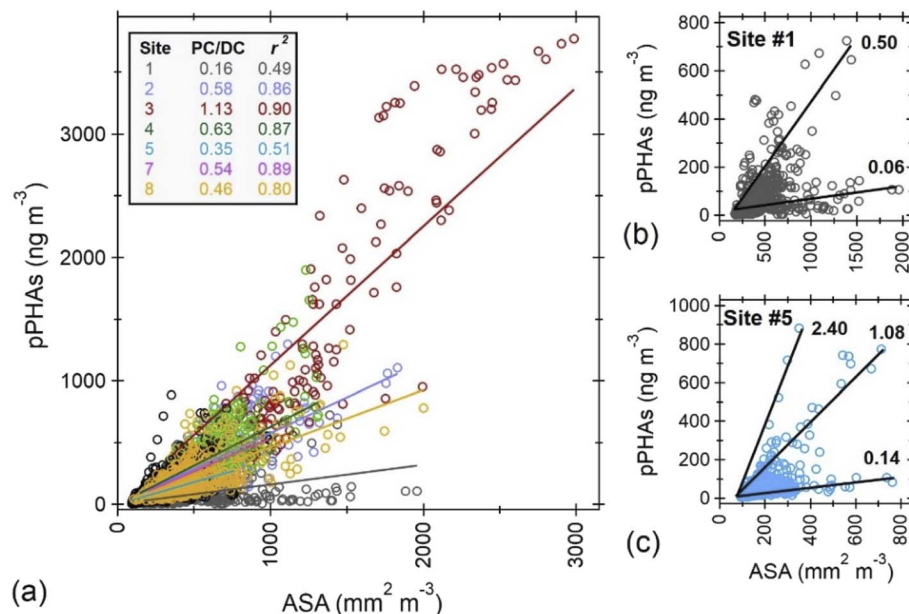 Site PC/DC r²
1 0.16 0.49
2 0.58 0.86
3 1.13 0.90
4 0.63 0.87
5 0.35 0.51
7 0.54 0.89
8 0.46 0.80
pPHAs (ng m⁻³)
3000
2000
1000
0
0
1000
2000
3000
ASA (mm² m⁻³)
(a)
Site #1
0.50
0.06
pPHAs (ng m⁻³)
800
600
400
200
0
0
500
1000
1500
2000
(b)
Site #5
2.40
1.08
0.14
pPHAs (ng m⁻³)
1000
800
600
400
200
0
0
200
400
600
800
ASA (mm² m⁻³)
(c)